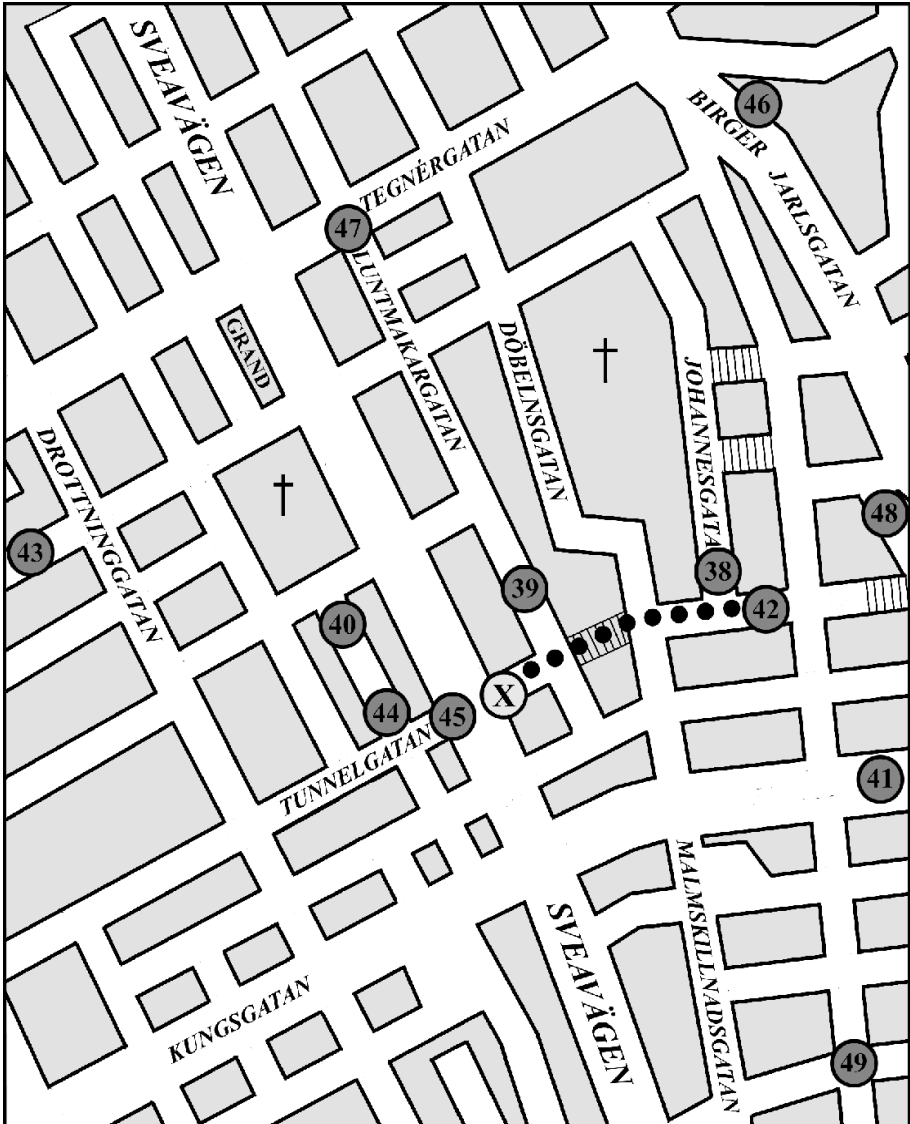 SVEAVÄGEN
46
BIRGER
JARLSGATAN
TEGNÉRGATAN
47
LUNTMAKARGATAN
GRAND
DÖBELNSGATAN
JOHANNESGATA
DROTTNINGGATAN
48
43
38
39
42
40
X
44
45
TUNNELGATAN
41
MALMSKILLNADSGATAN
SVEAVÄGEN
KUNGSGATAN
49